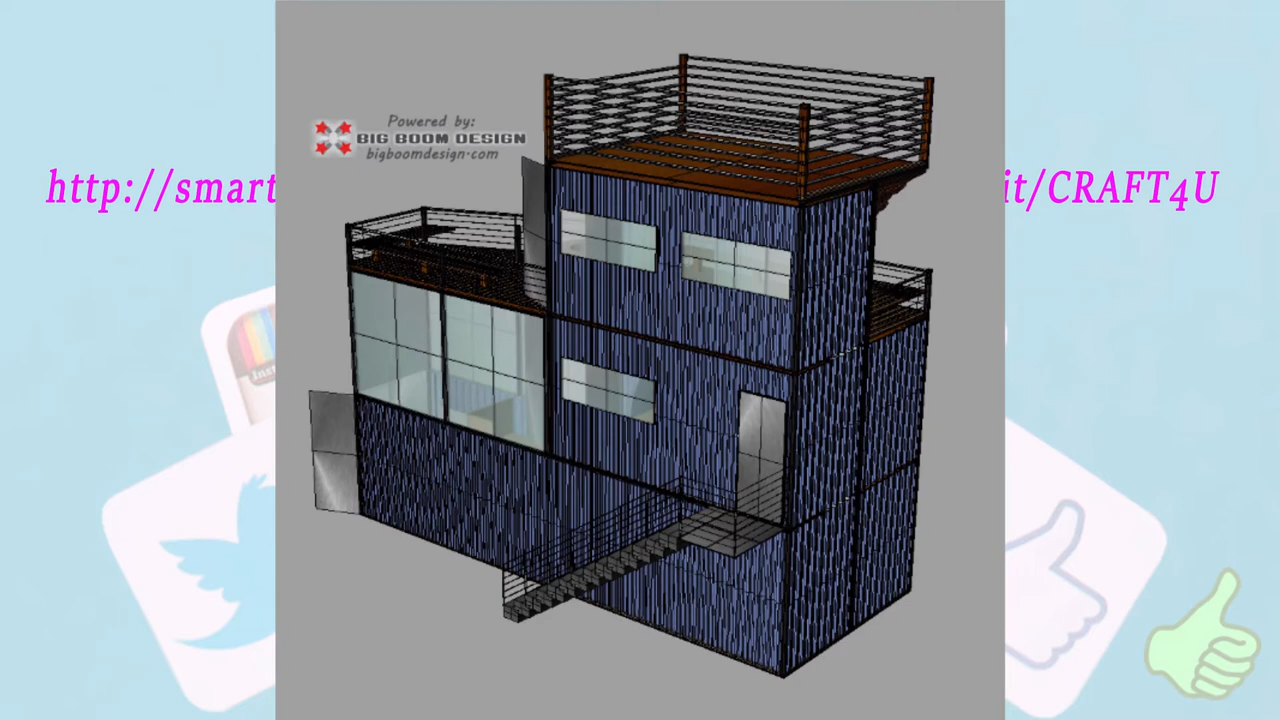 Powered by:
BIG BOOM DESIGN
bigboomdesign.com
http://smart
it/CRAFT4U